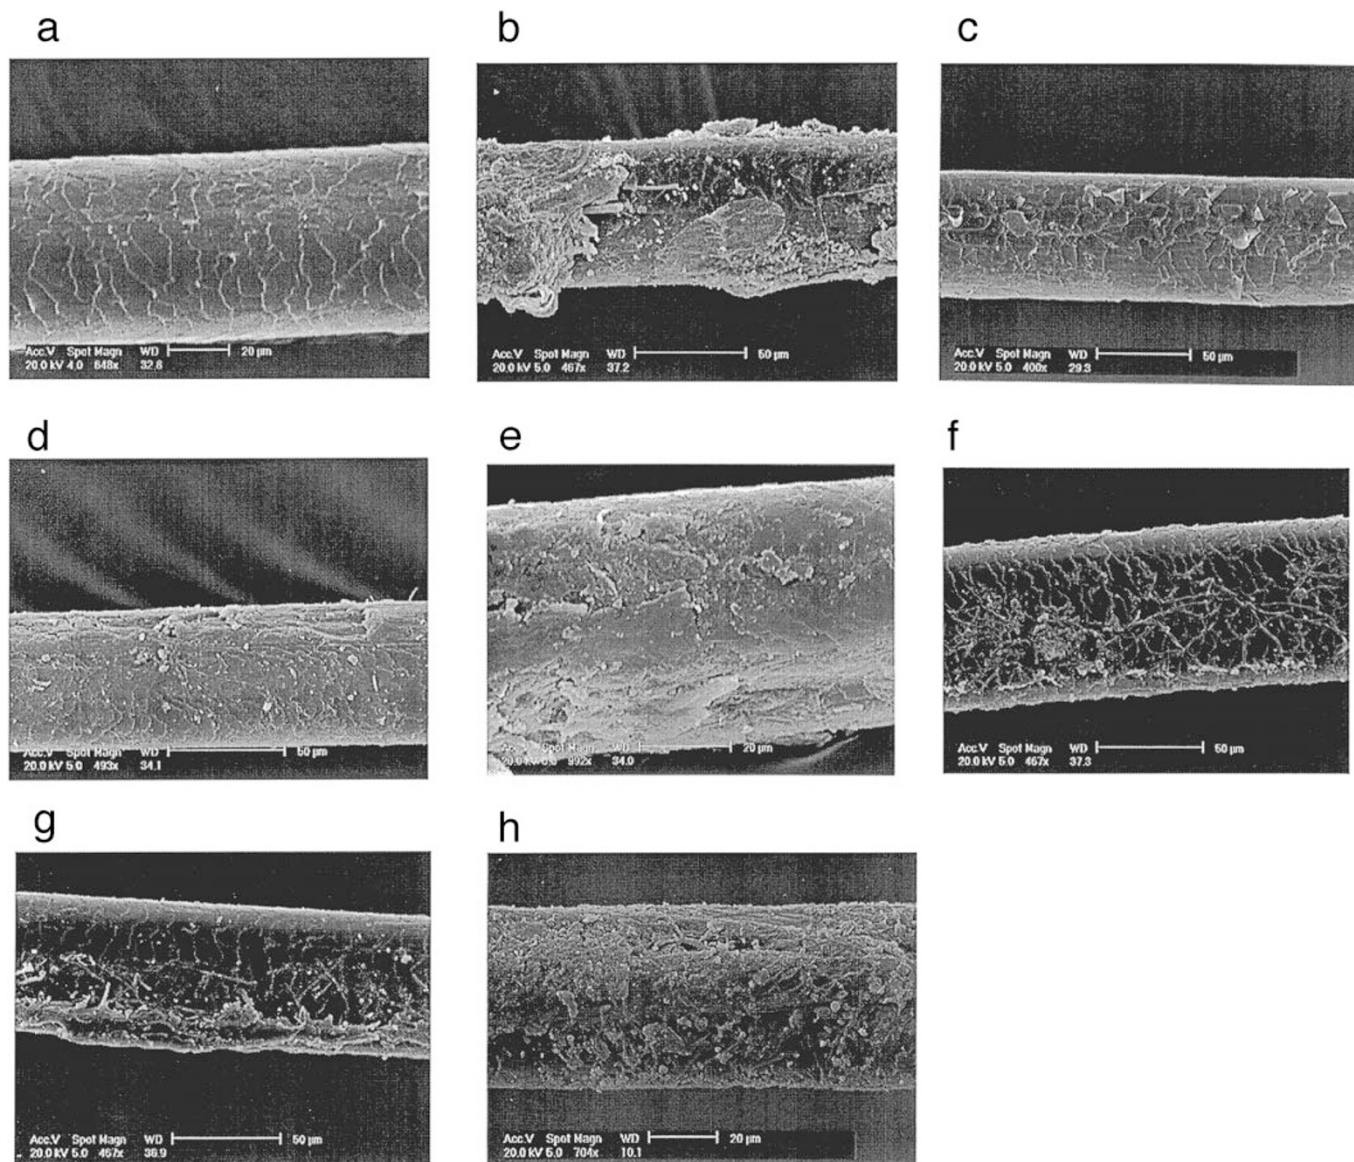 a
b
c
Acc.V Spot Magn WD 20 µm
20.0 kV 4.0 648x 32.8
Acc.V Spot Magn WD 50 µm
20.0 kV 5.0 467x 37.2
Acc.V Spot Magn WD 50 µm
20.0 kV 5.0 400x 29.3
d
e
f
Acc.V Spot Magn WD 50 µm
20.0 kV 5.0 493x 34.1
Magn WD 20 µm
992x 34.0
Acc.V Spot Magn WD 50 µm
20.0 kV 5.0 467x 37.3
g
h
Acc.V Spot Magn WD 50 µm
20.0 kV 5.0 467x
Acc.V Spot Magn WD 20 µm
20.0 kV 5.0 704x 10.1